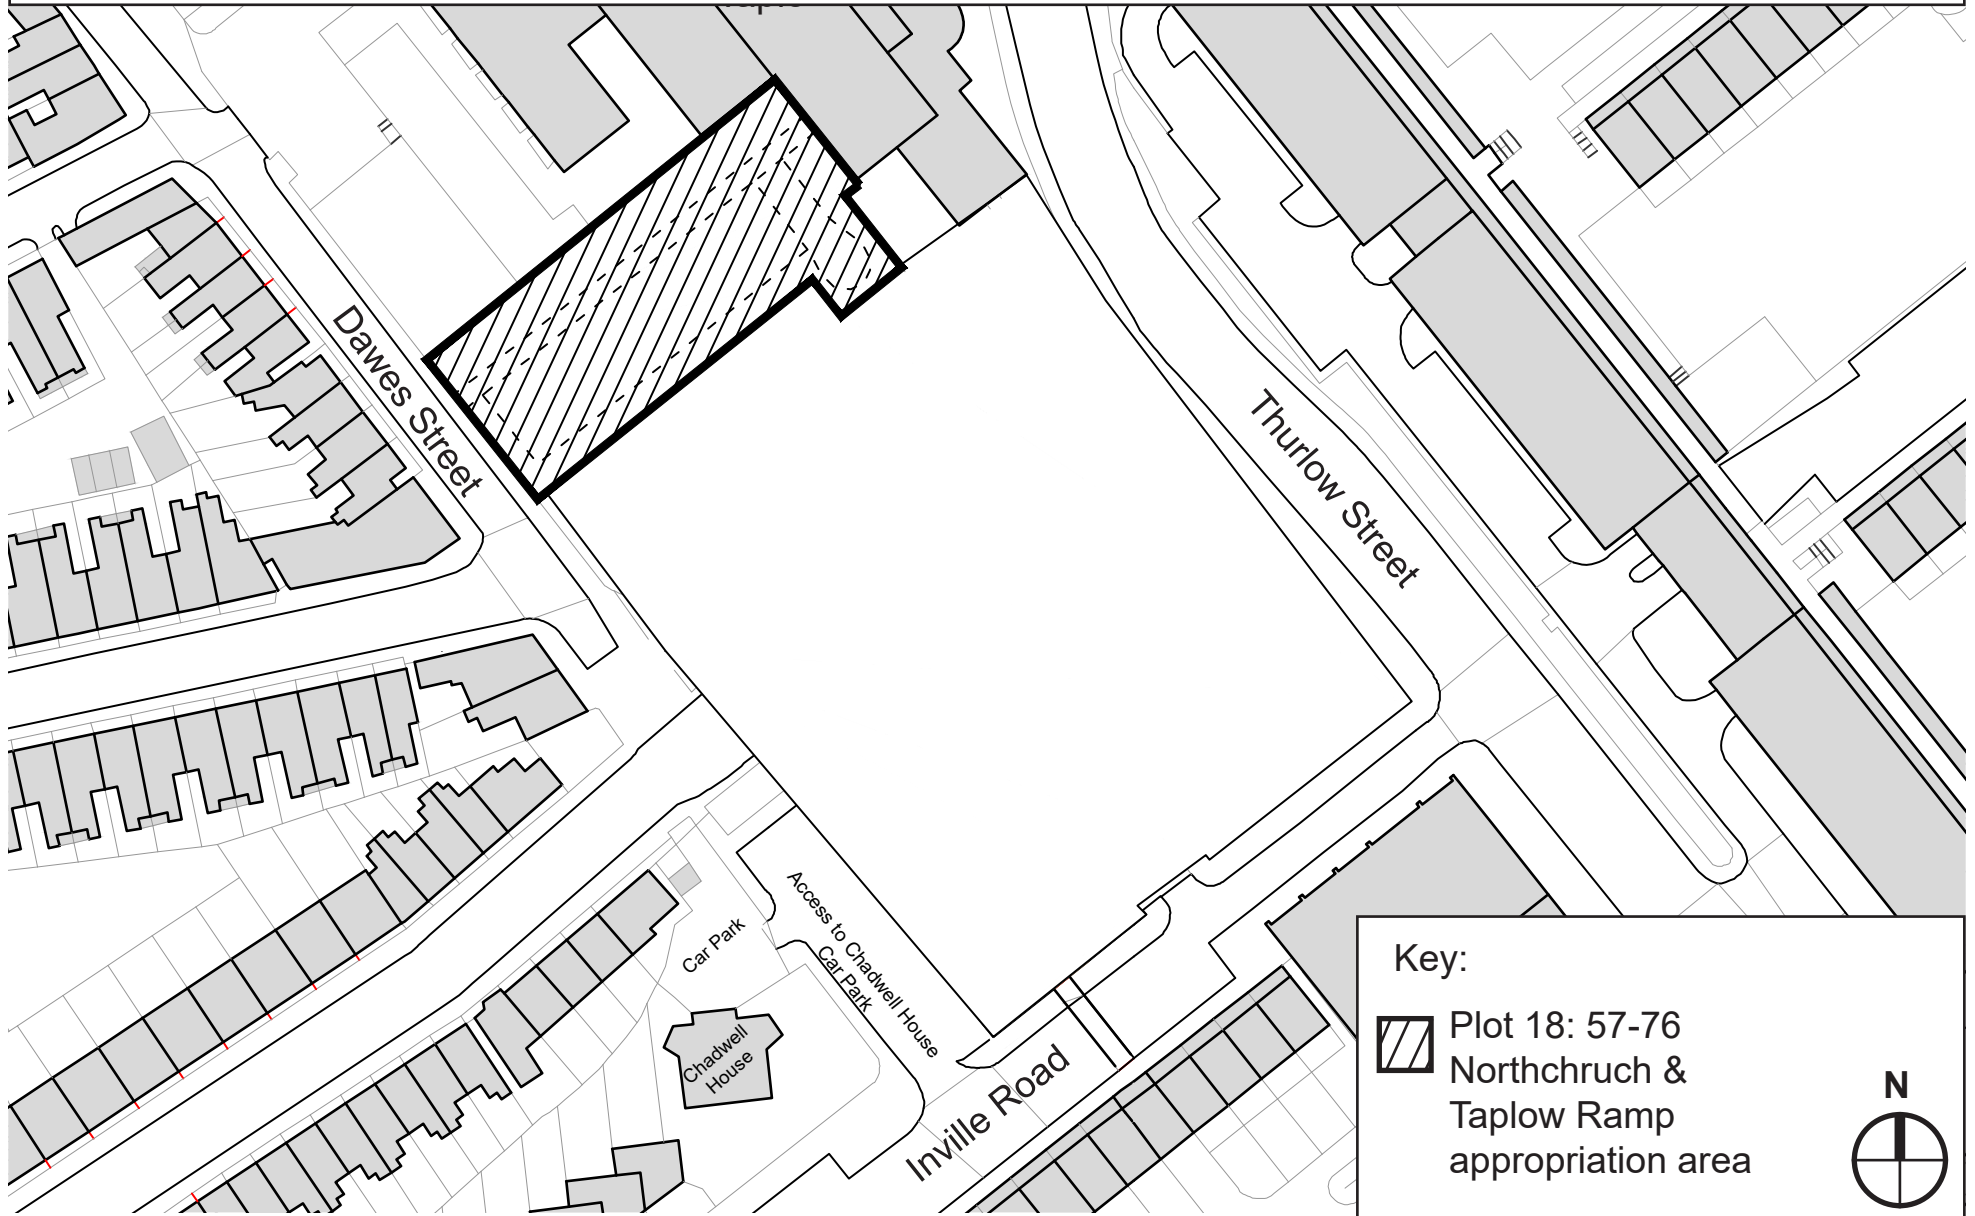 Dawes Street
Thurlow Street
Access to Chadwell House
Car Park
Car Park
Chadwell
House
Inville Road
Key:
Plot 18: 57-76
Northchruch &
Taplow Ramp
appropriation area
N